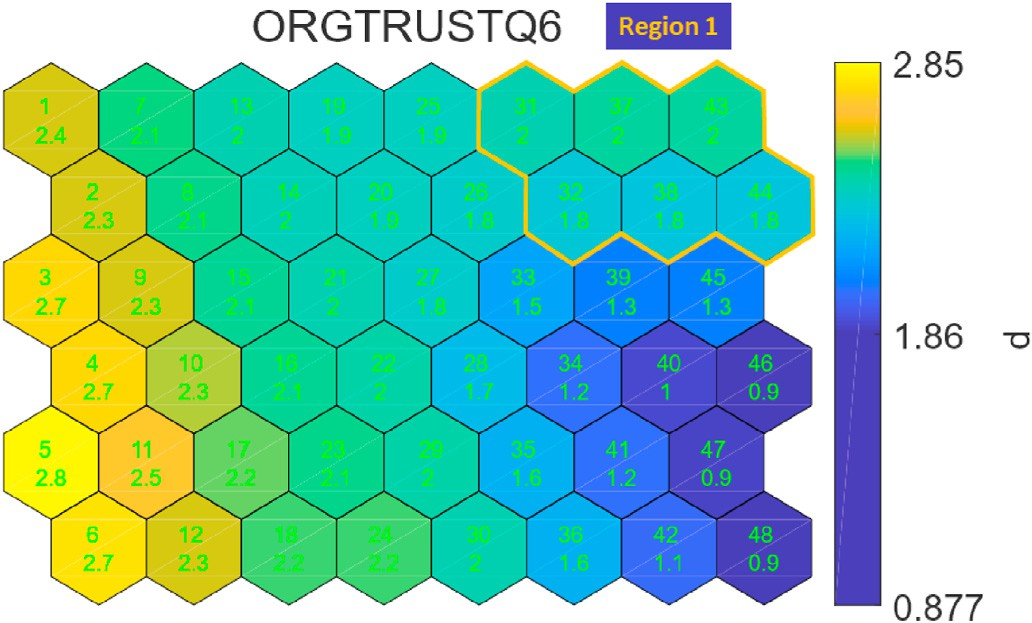 ORGTRUSTQ6
Region 1
2.85
1.86
0.877
d
1 7 13 19 25 31 37 43
2.4 2.1 2 1.9 1.9 2 2 2
2 8 14 20 26 32 38 44
2.3 2.1 2 1.9 1.8 1.8 1.8 1.8
3 9 15 21 27 33 39 45
2.7 2.3 2.1 2 1.8 1.5 1.3 1.3
4 10 16 22 28 34 40 46
2.7 2.3 2.1 2 1.7 1.2 1 0.9
5 11 17 23 29 35 41 47
2.8 2.5 2.2 2.1 2 1.6 1.2 0.9
6 12 18 24 30 36 42 48
2.7 2.3 2.2 2.2 2 1.6 1.1 0.9